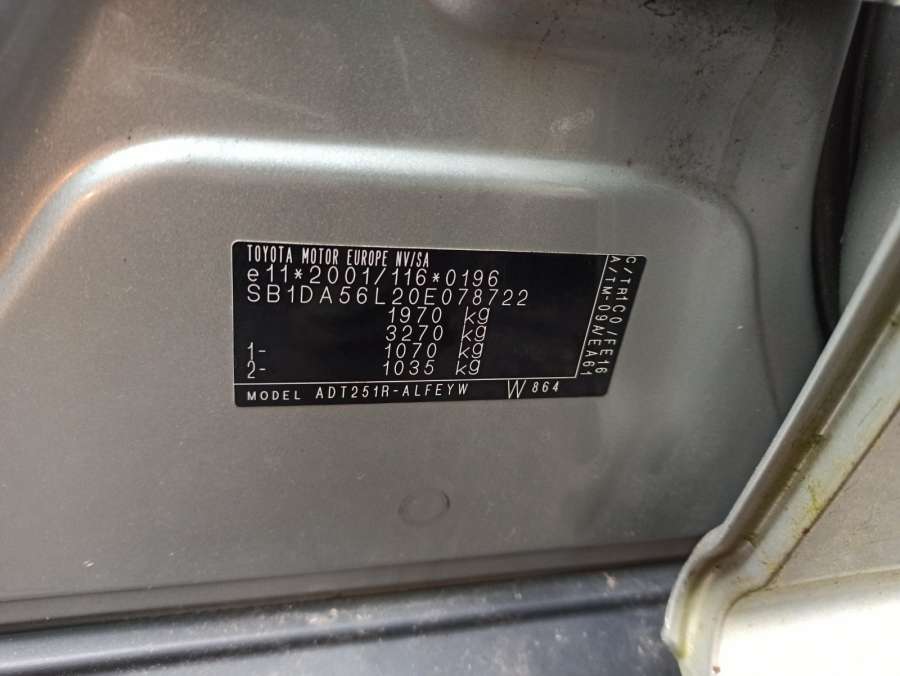 TOYOTA MOTOR EUROPE NV/SA
e11*2001/116*0196
SB1DA56L20E078722
1970 kg
3270 kg
1- 1070 kg
2- 1035 kg
MODEL ADT251R-ALFEYW W 864
C/TR1C0/FE16
A/TM-09A/EA61